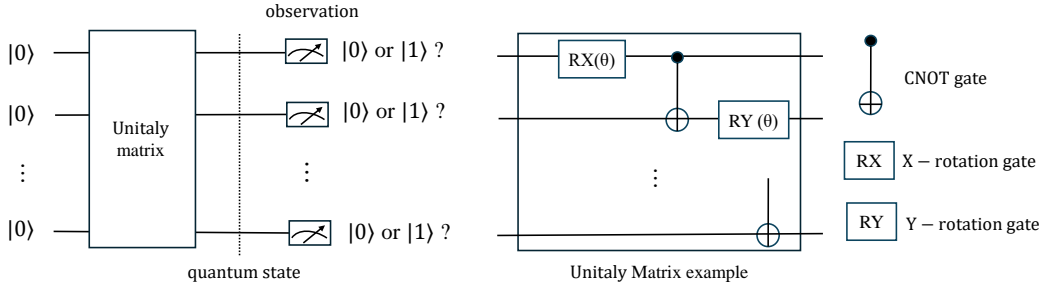 observation
|0⟩
|0⟩ or |1⟩ ?
|0⟩
|0⟩ or |1⟩ ?
Unitaly
matrix
⋮
⋮
|0⟩
|0⟩ or |1⟩ ?
quantum state
RX(θ)
RY (θ)
⋮
Unitaly Matrix example
CNOT gate
RX
X − rotation gate
RY
Y − rotation gate